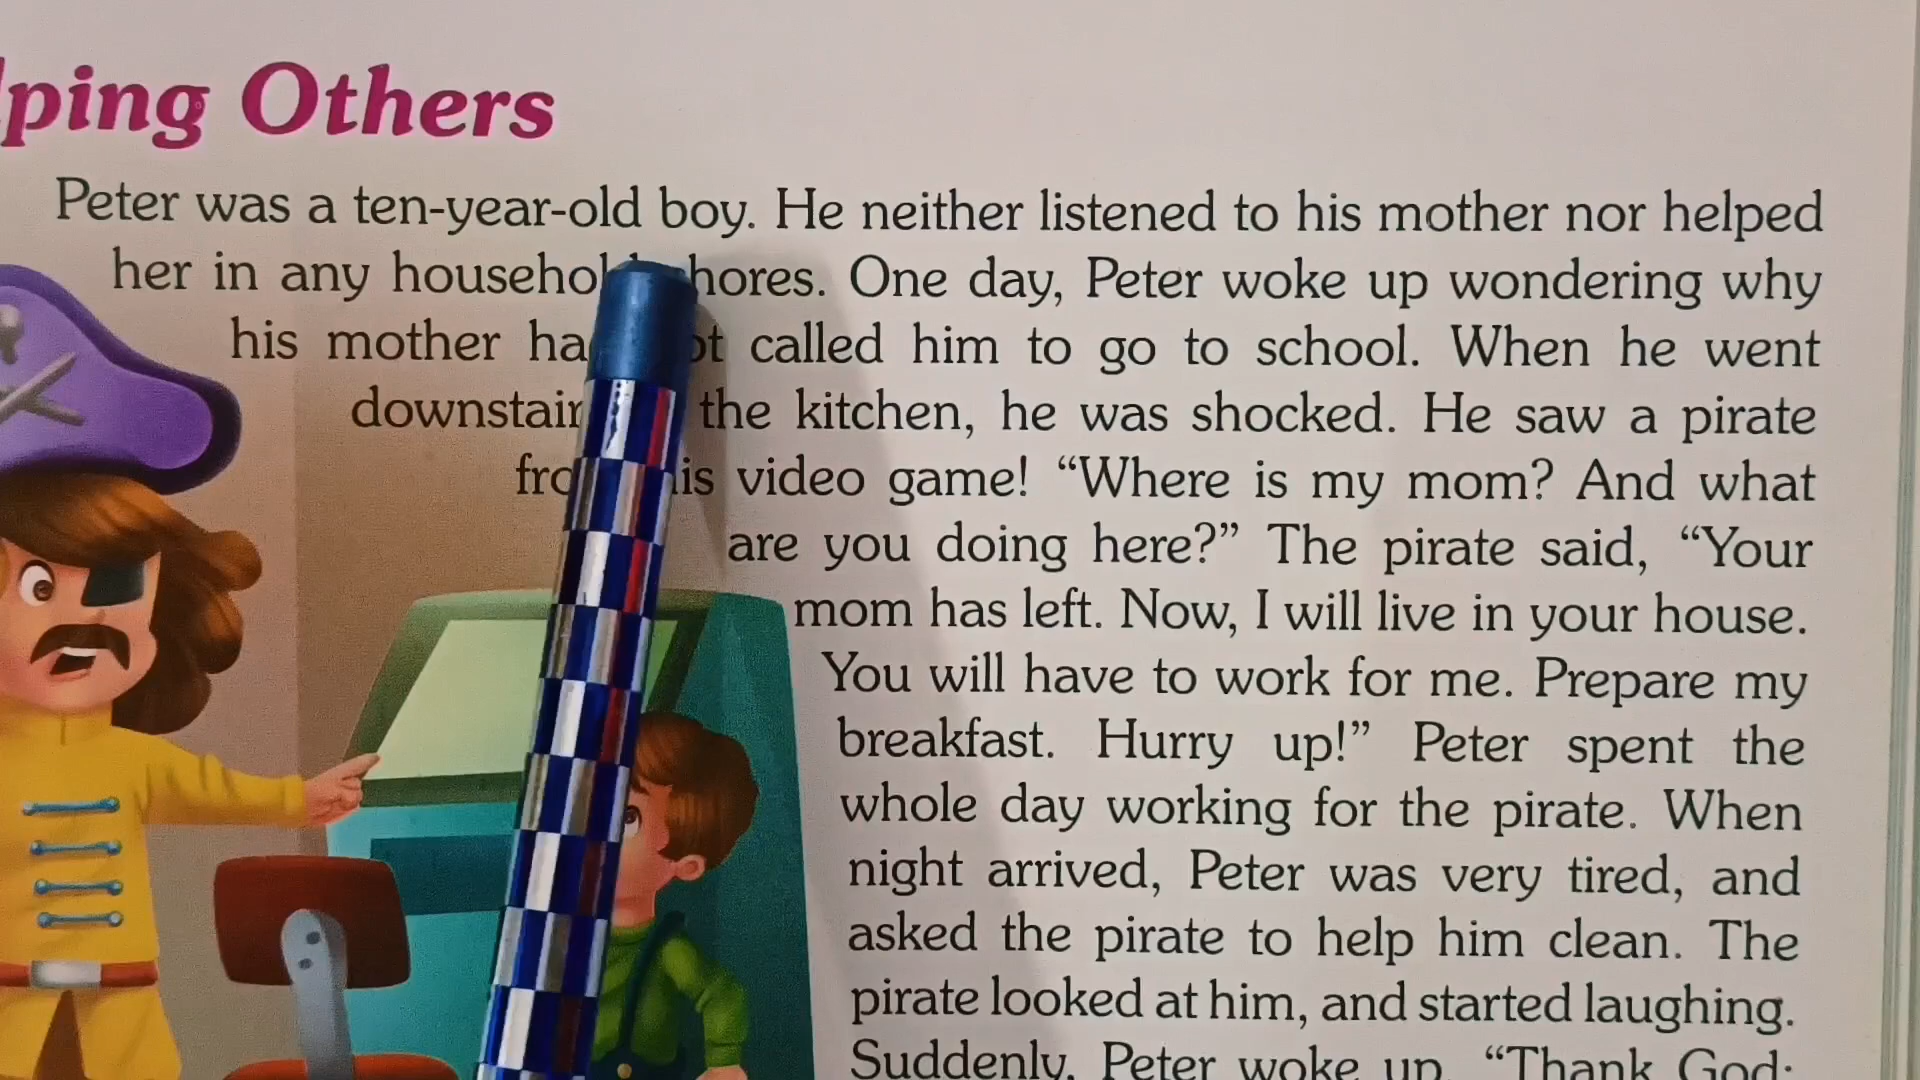 ping Others
Peter was a ten-year-old boy. He neither listened to his mother nor helped
her in any hores. One day, Peter woke up wondering why
his mother called him to go to school. When he went
the kitchen, he was shocked. He saw a pirate
video game! “Where is my mom? And what
are you doing here?” The pirate said, “Your
mom has left. Now, I will live in your house.
You will have to work for me. Prepare my
breakfast. Hurry up!” Peter spent the
whole day working for the pirate. When
night arrived, Peter was very tired, and
asked the pirate to help him clean. The
pirate looked at him, and started laughing.
Suddenly, Peter woke up. “Thank God;